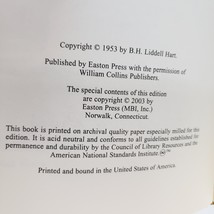 Copyright © 1953 by B.H. Liddell Hart.
Published by Easton Press with the permission of
William Collins Publishers.
The special contents of this edition
are copyright © 2003 by
Easton Press (MBI, Inc.)
Norwalk, Connecticut.
This book is printed on archival quality paper especially milled for this
edition. It is acid neutral and conforms to all guidelines established for
permanence and durability by the Council of Library Resources and the
American National Standards Institute.
Printed and bound in the United States of America.